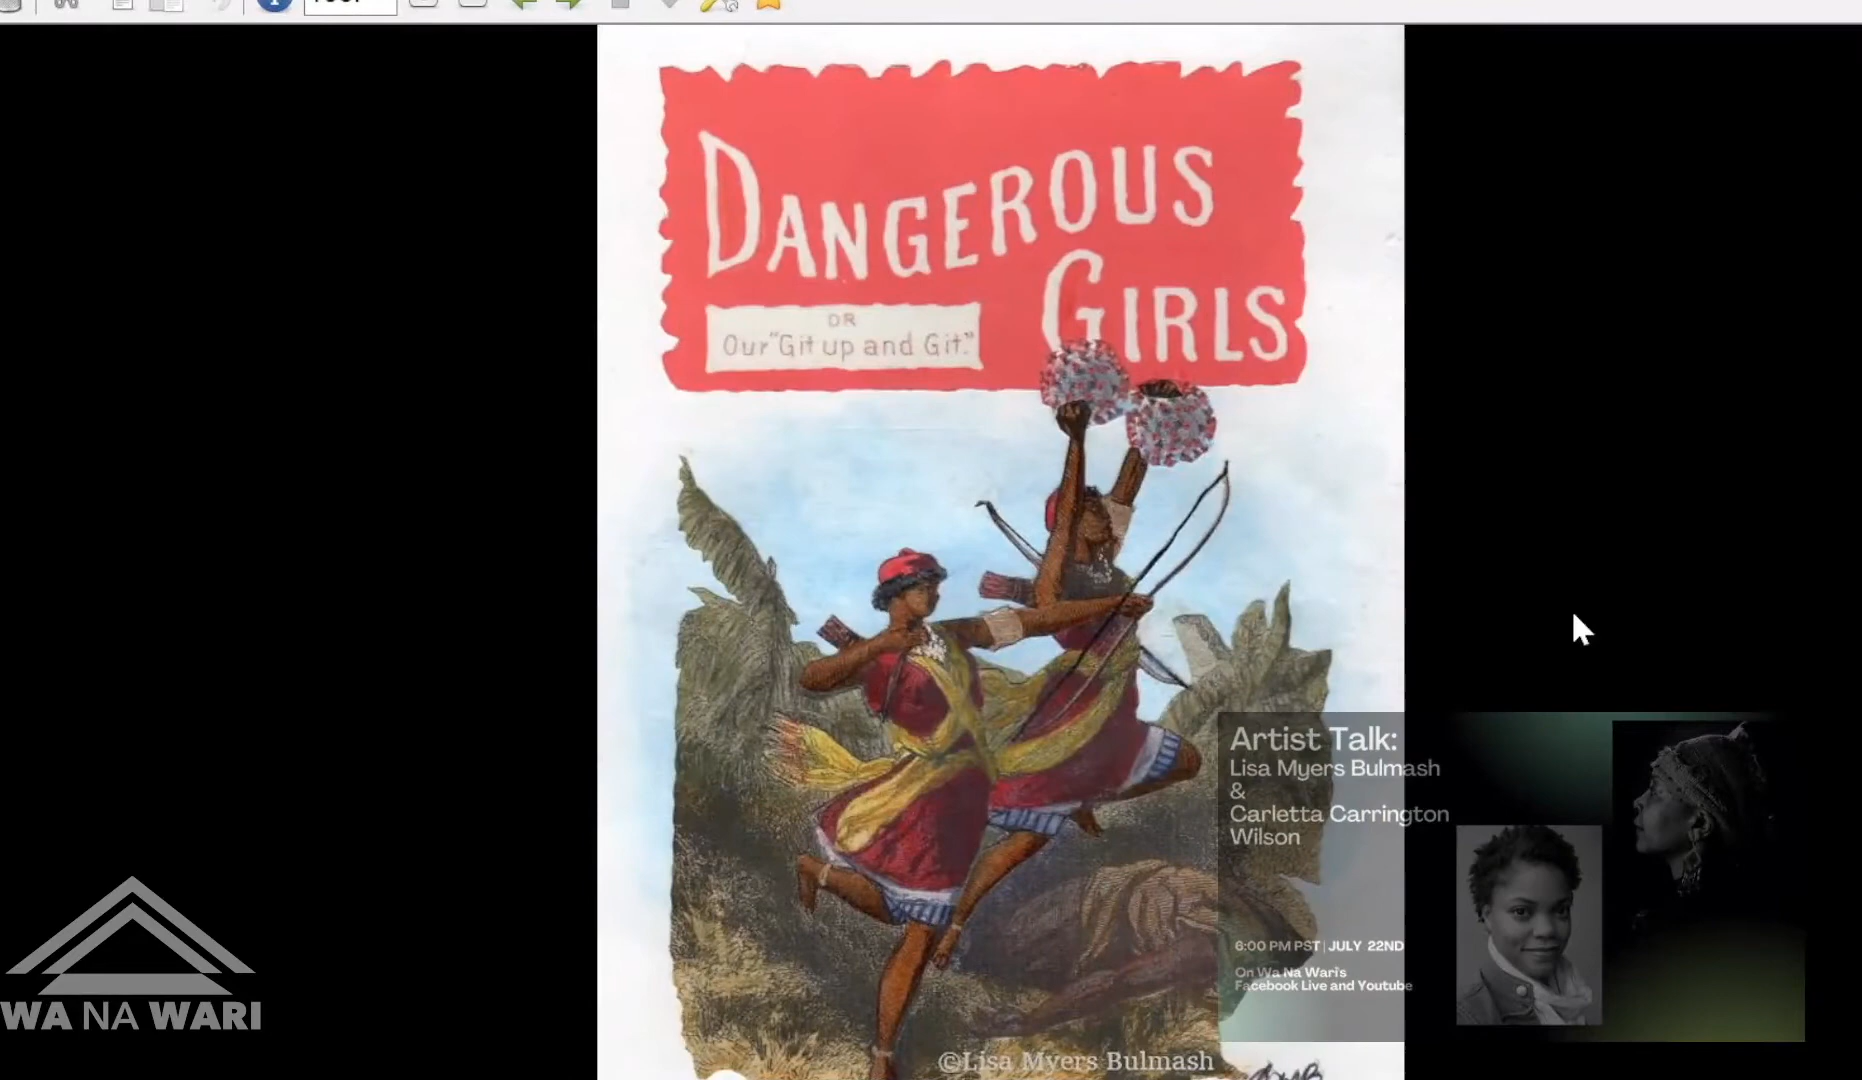 DANGEROUS
GIRLS
OR
Our "Git up and Git."
Artist Talk:
Lisa Myers Bulmash
&
Carletta Carrington
Wilson
6:00 PM PST | JULY 22ND
On Wa Na Wari's
Facebook Live and Youtube
WA NA WARI
©Lisa Myers Bulmash